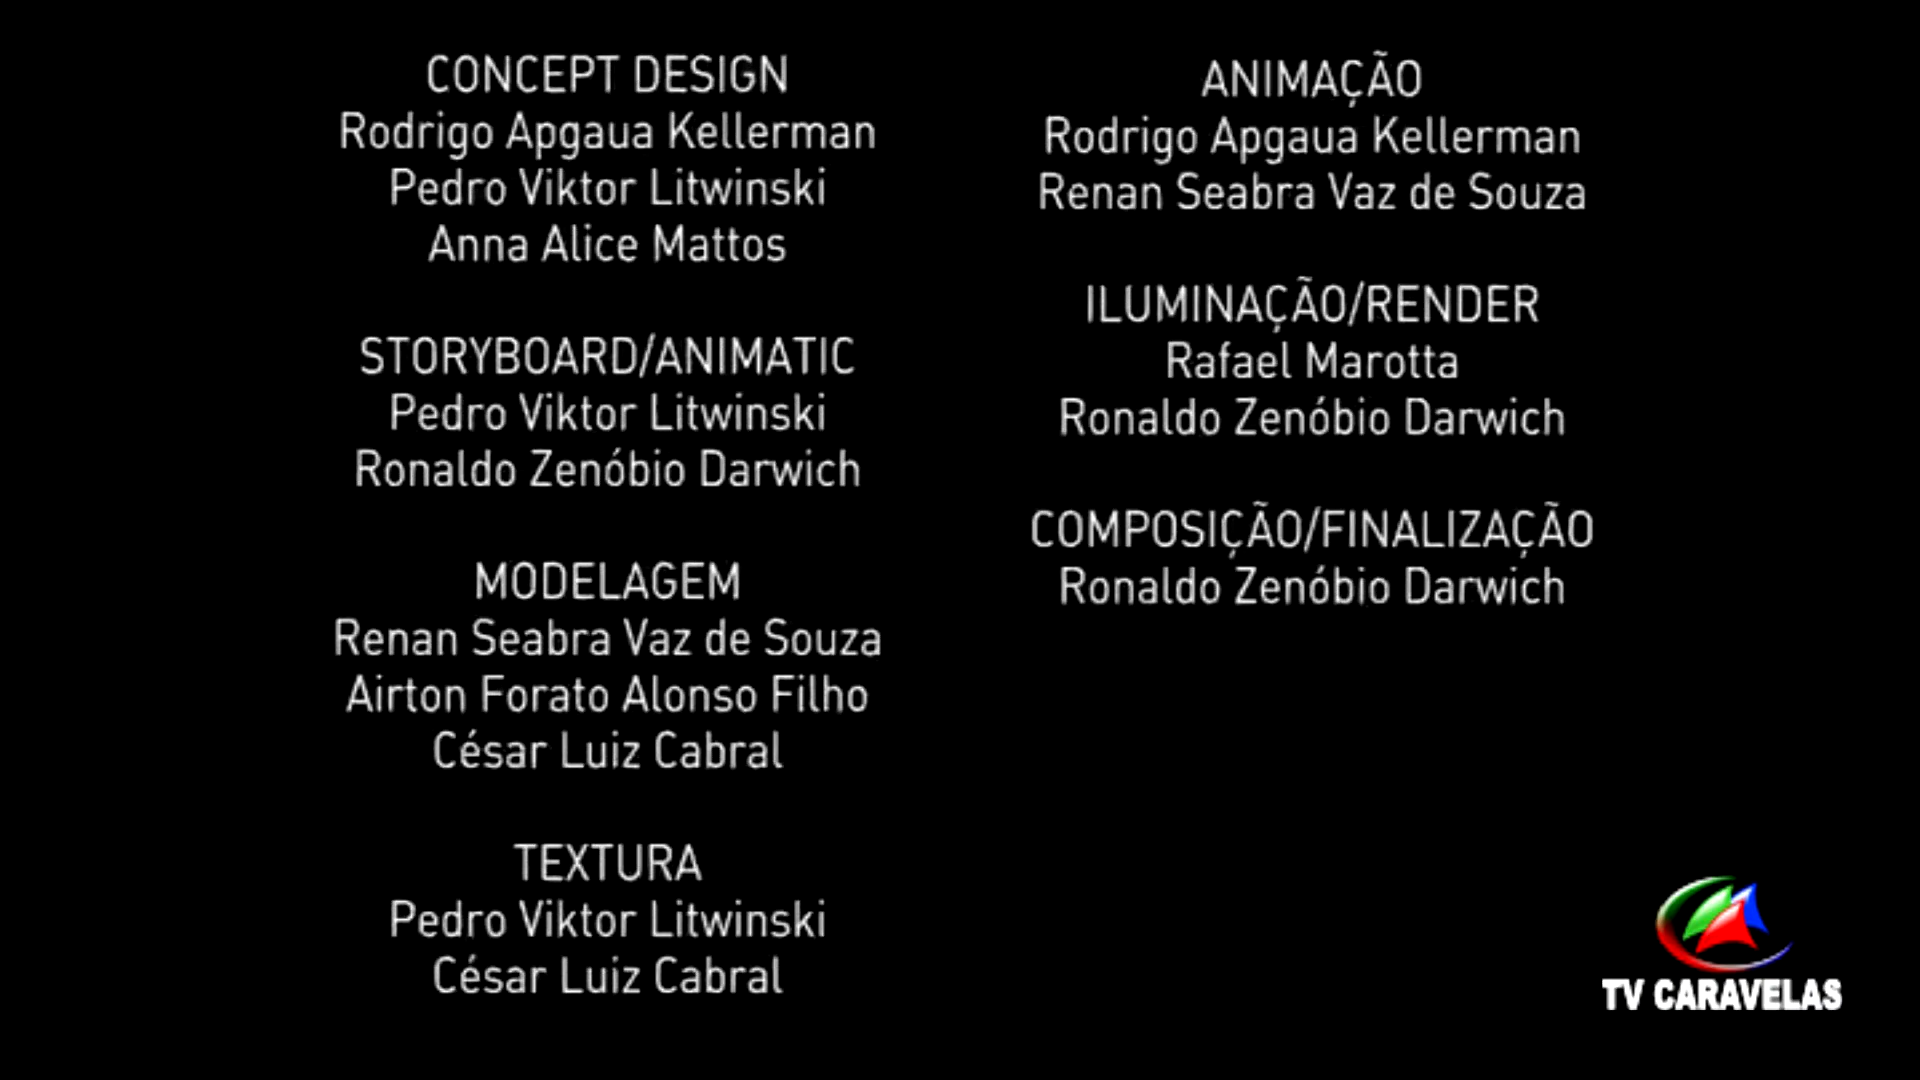 CONCEPT DESIGN
Rodrigo Apgaua Kellerman
Pedro Viktor Litwinski
Anna Alice Mattos
STORYBOARD/ANIMATIC
Pedro Viktor Litwinski
Ronaldo Zenóbio Darwich
MODELAGEM
Renan Seabra Vaz de Souza
Airton Forato Alonso Filho
César Luiz Cabral
TEXTURA
Pedro Viktor Litwinski
César Luiz Cabral
ANIMAÇÃO
Rodrigo Apgaua Kellerman
Renan Seabra Vaz de Souza
ILUMINAÇÃO/RENDER
Rafael Marotta
Ronaldo Zenóbio Darwich
COMPOSIÇÃO/FINALIZAÇÃO
Ronaldo Zenóbio Darwich
TV CARAVELAS